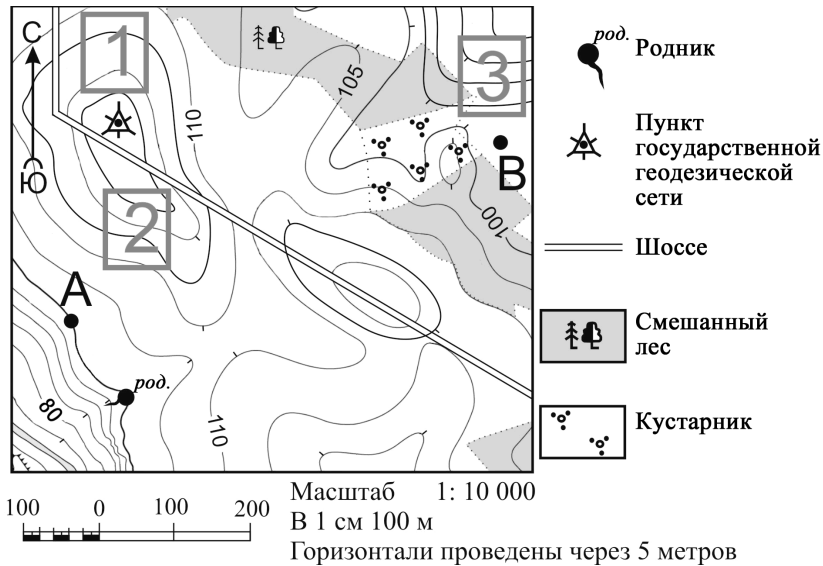 С
Ю
1
2
3
105
110
100
А
В
род.
80
110
род.
Родник
Пункт
государственной
геодезической
сети
Шоссе
Смешанный
лес
Кустарник
100 0 100 200
Масштаб 1: 10 000
В 1 см 100 м
Горизонтали проведены через 5 метров